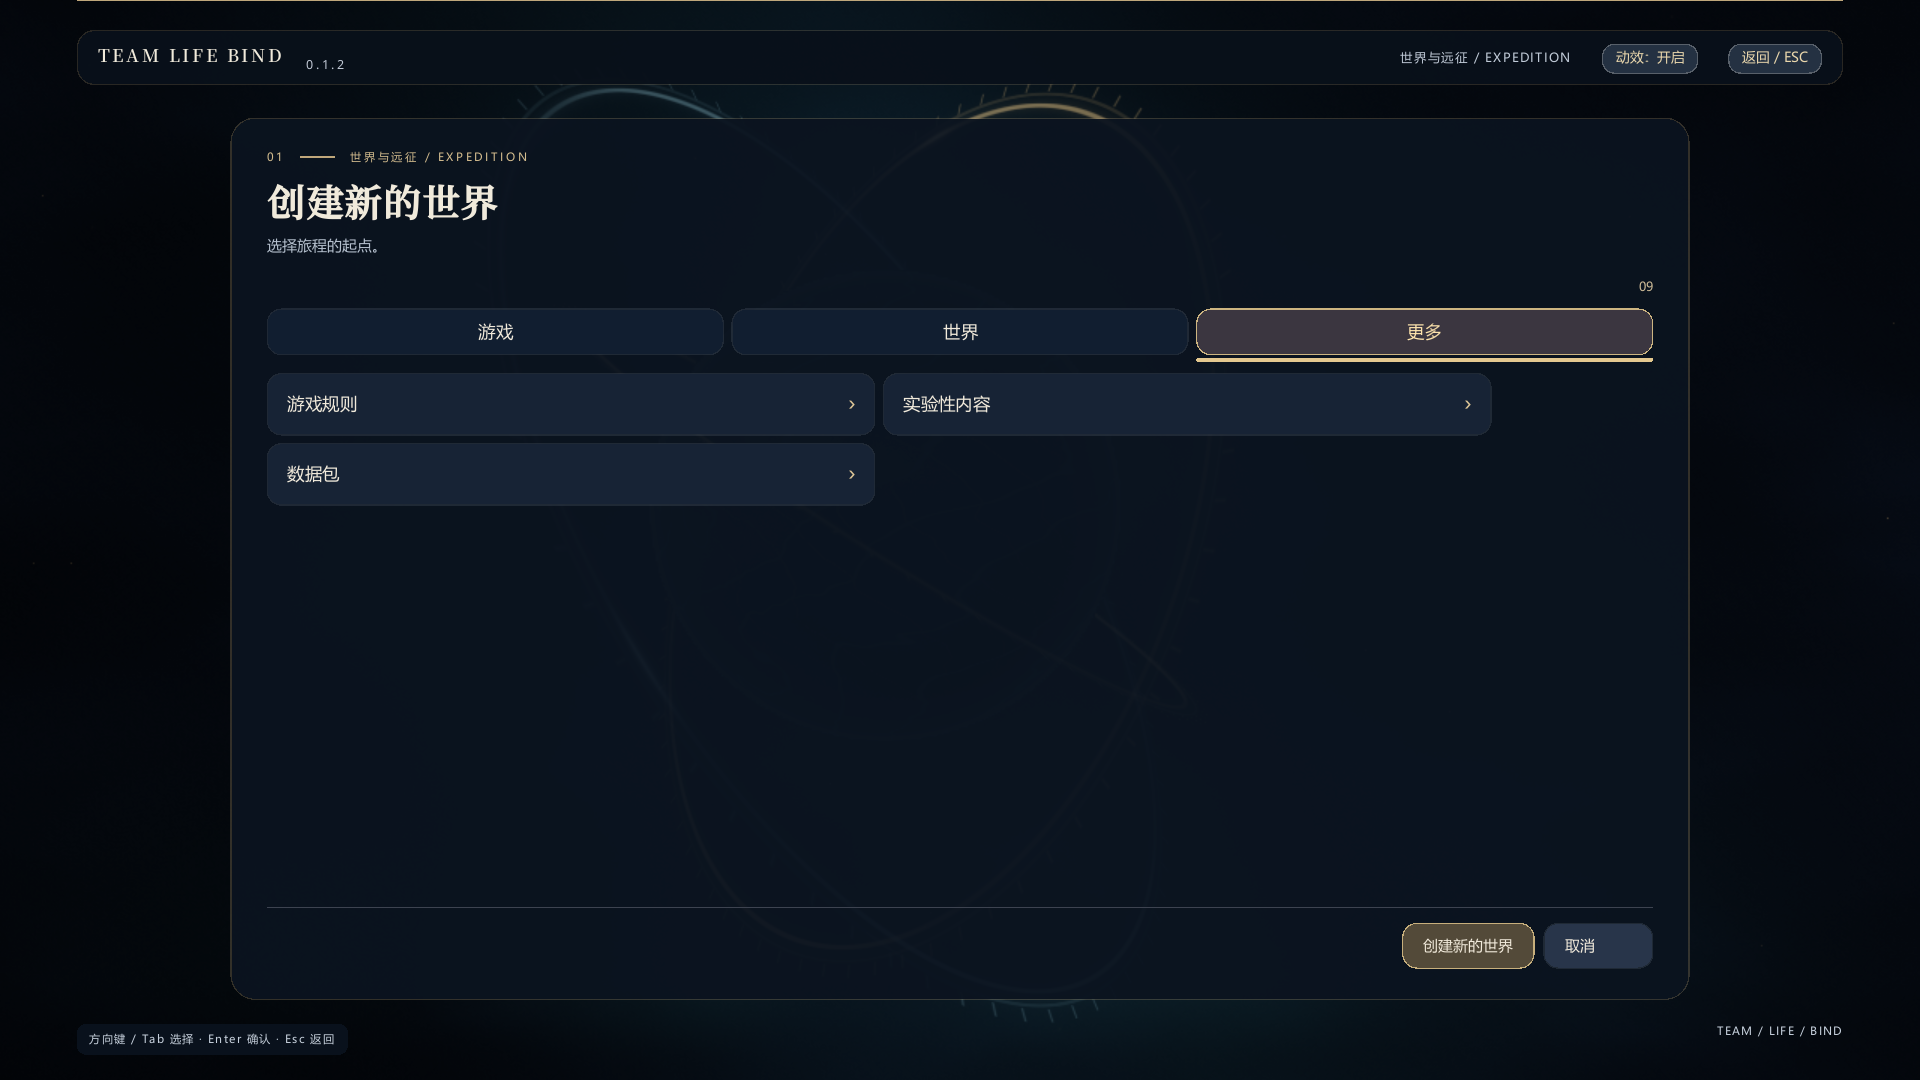 TEAM LIFE BIND 0.1.2 世界与远征 / EXPEDITION 动效：开启 返回 / ESC
01 世界与远征 / EXPEDITION
创建新的世界
选择旅程的起点。
09
游戏 世界 更多
游戏规则 › 实验性内容 ›
数据包 ›
创建新的世界 取消
方向键 / Tab 选择 · Enter 确认 · Esc 返回
TEAM / LIFE / BIND